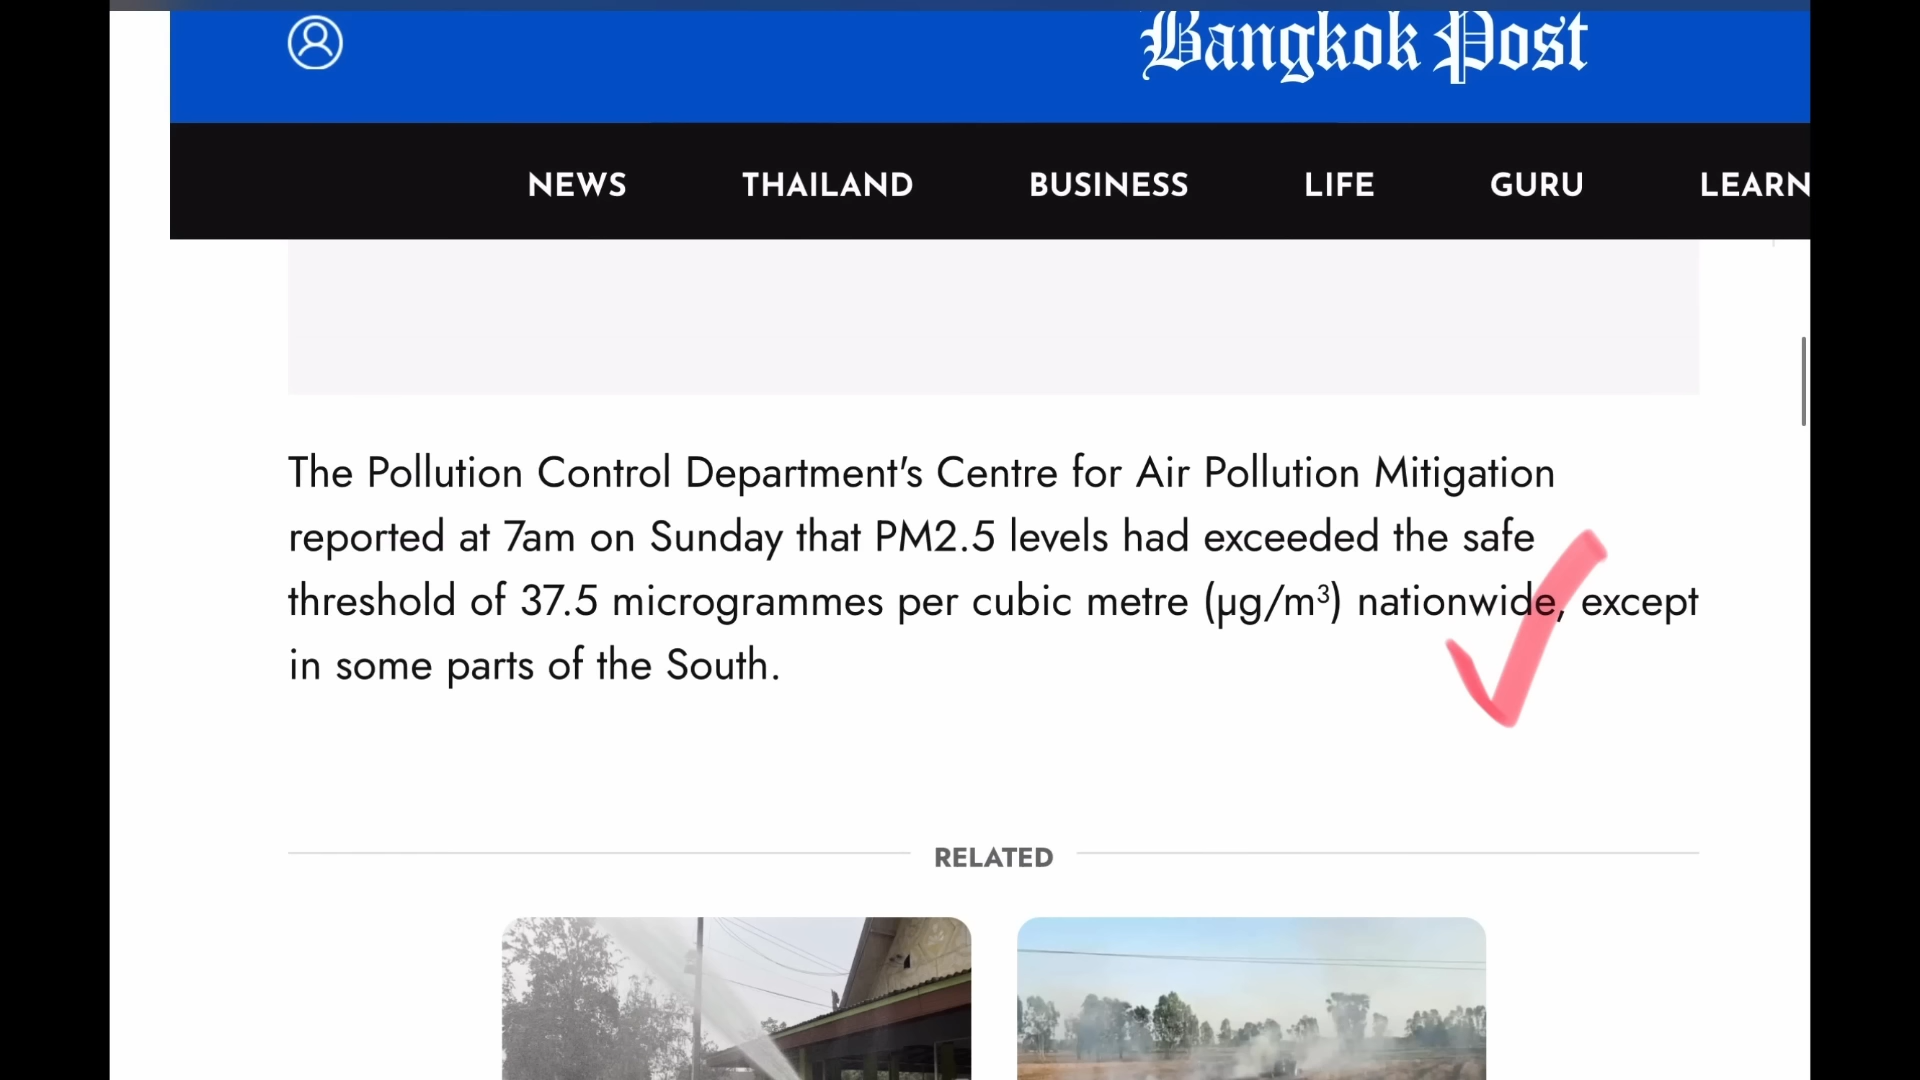 Bangkok Post
NEWS THAILAND BUSINESS LIFE GURU LEARN
The Pollution Control Department's Centre for Air Pollution Mitigation
reported at 7am on Sunday that PM2.5 levels had exceeded the safe
threshold of 37.5 microgrammes per cubic metre (µg/m³) nationwide, except
in some parts of the South.
RELATED